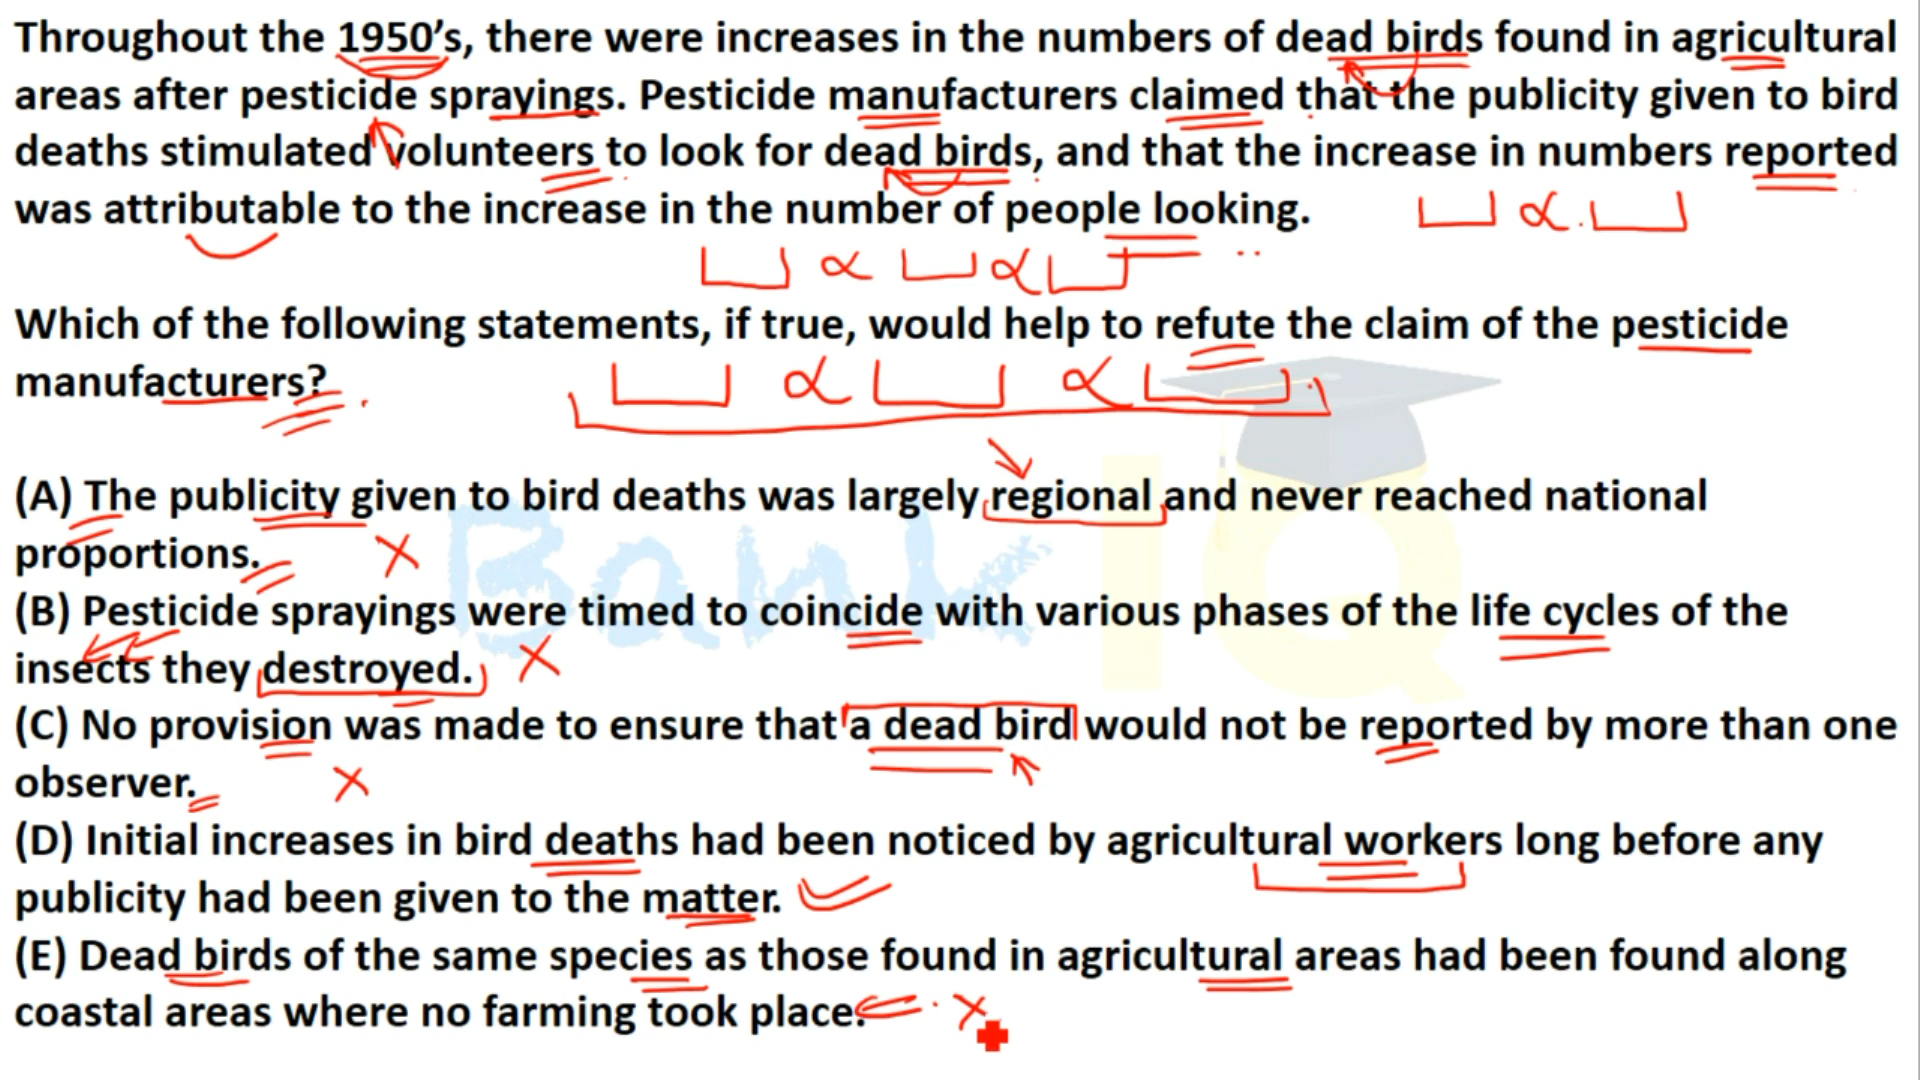 Throughout the 1950's, there were increases in the numbers of dead birds found in agricultural
areas after pesticide sprayings. Pesticide manufacturers claimed that the publicity given to bird
deaths stimulated volunteers to look for dead birds, and that the increase in numbers reported
was attributable to the increase in the number of people looking.
∝
∝ ∝
Which of the following statements, if true, would help to refute the claim of the pesticide
manufacturers?
∝ ∝
(A) The publicity given to bird deaths was largely regional and never reached national
proportions.
(B) Pesticide sprayings were timed to coincide with various phases of the life cycles of the
insects they destroyed.
(C) No provision was made to ensure that a dead bird would not be reported by more than one
observer.
(D) Initial increases in bird deaths had been noticed by agricultural workers long before any
publicity had been given to the matter.
(E) Dead birds of the same species as those found in agricultural areas had been found along
coastal areas where no farming took place.
Bank IQ